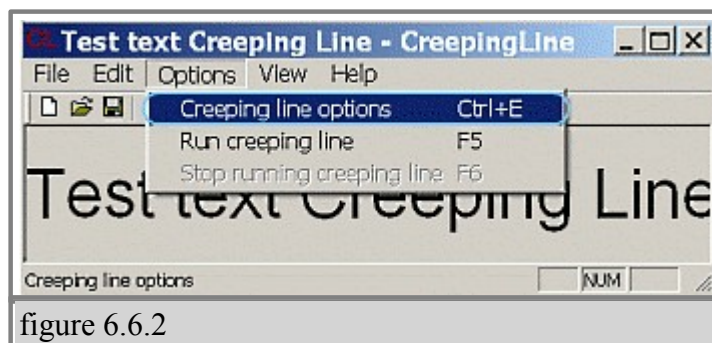 CL Test text Creeping Line - CreepingLine
File Edit Options View Help
Creeping line options Ctrl+E
Run creeping line F5
Stop running creeping line F6
Test text Creeping Line
Creeping line options NUM
figure 6.6.2